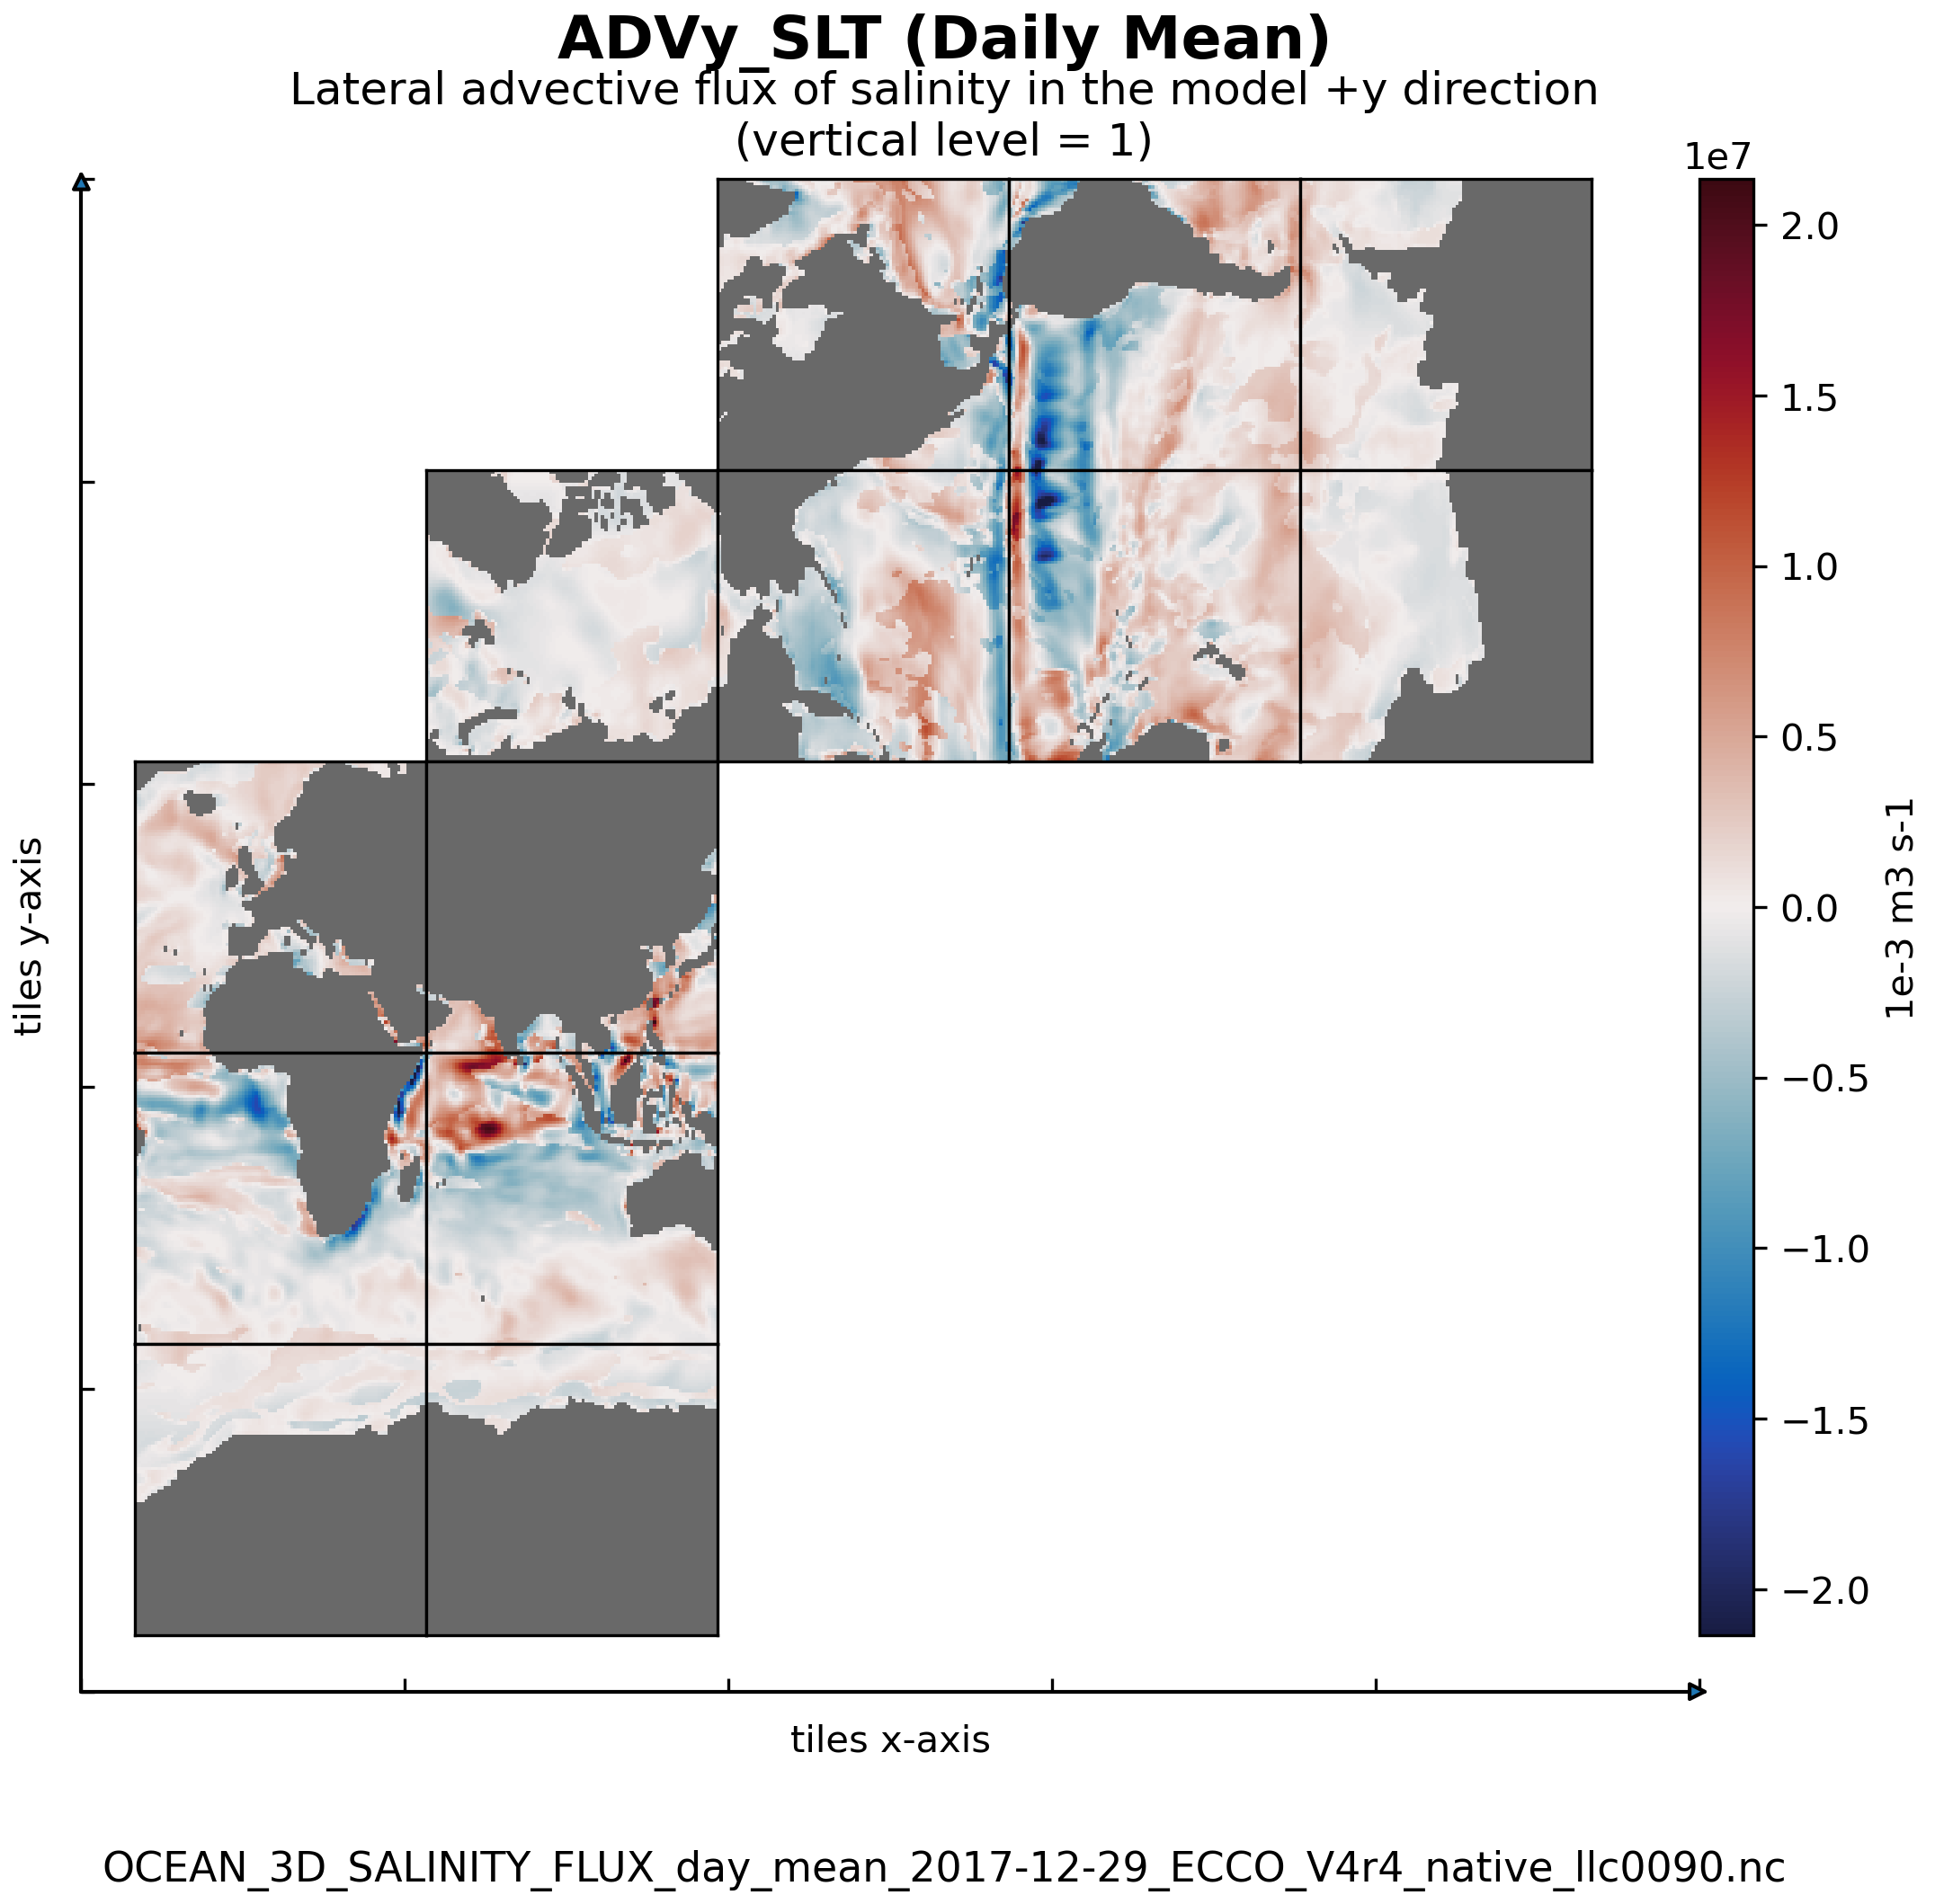 ADVy_SLT (Daily Mean)
Lateral advective flux of salinity in the model +y direction
(vertical level = 1)
1e7
2.0
1.5
1.0
0.5
0.0
−0.5
−1.0
−1.5
−2.0
1e-3 m3 s-1
tiles y-axis
tiles x-axis
OCEAN_3D_SALINITY_FLUX_day_mean_2017-12-29_ECCO_V4r4_native_llc0090.nc